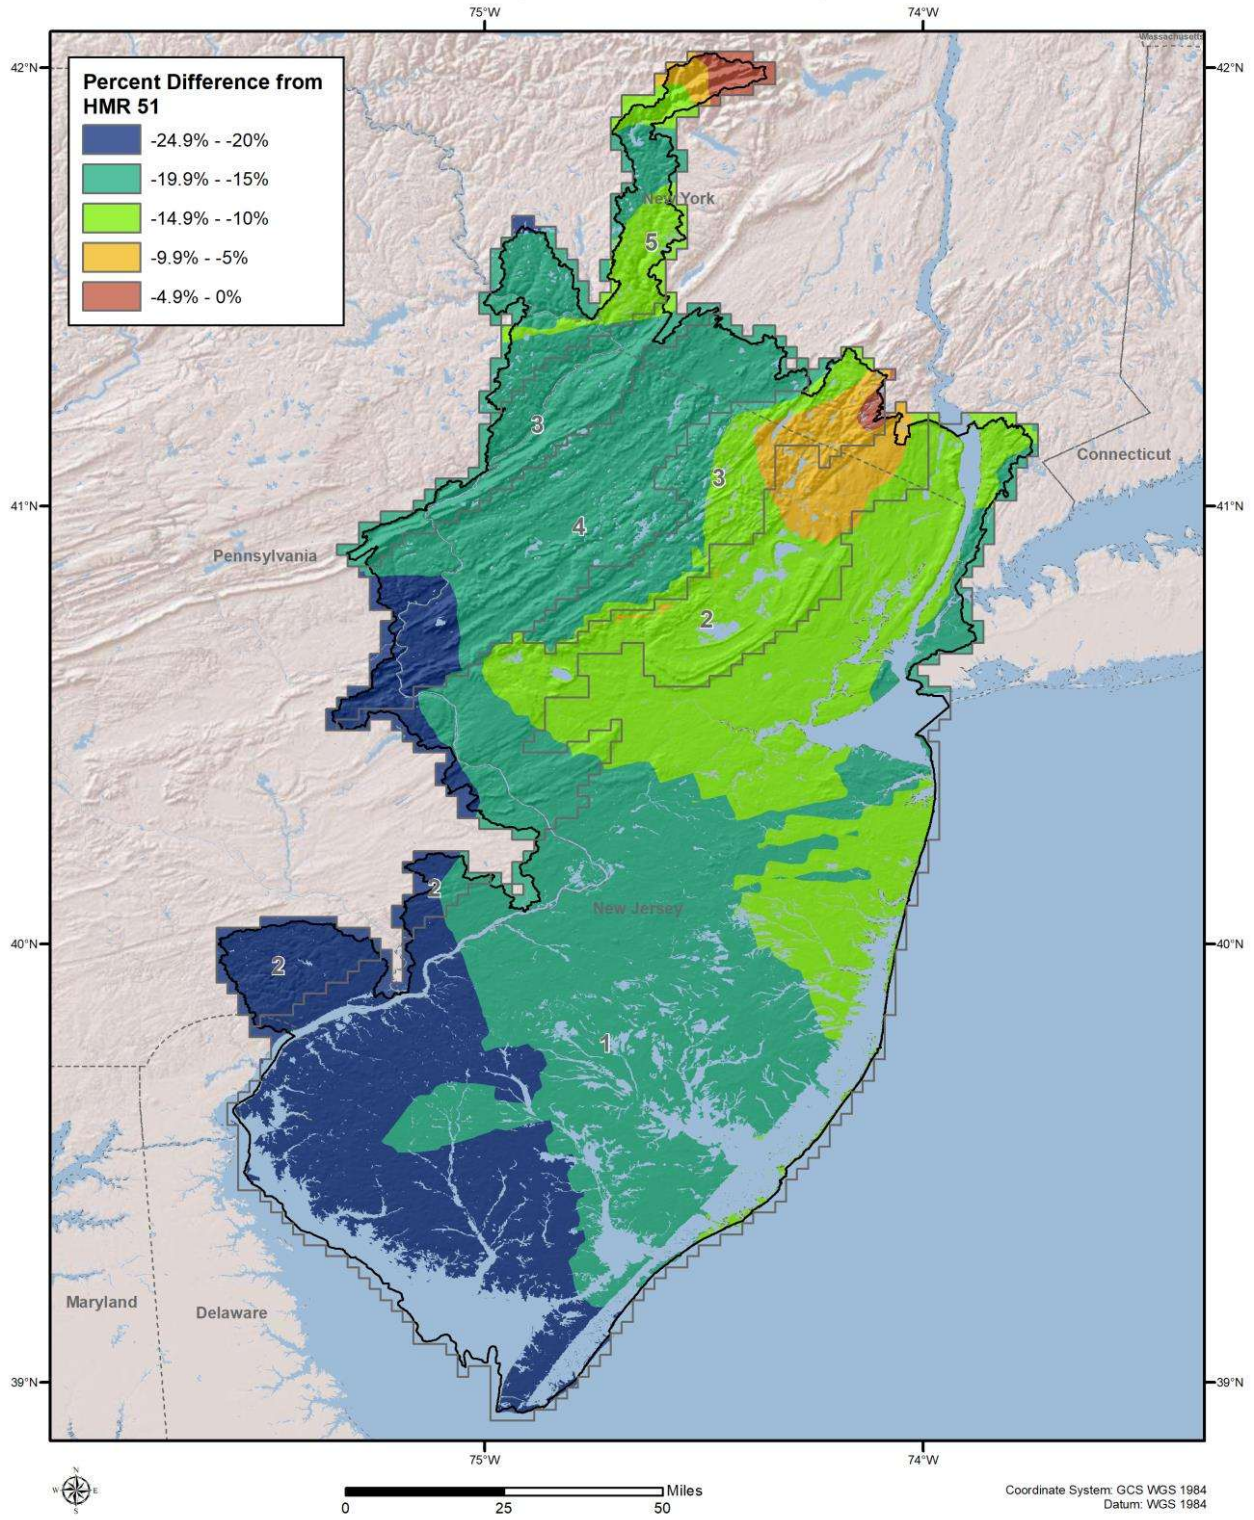 75°W
74°W
Massachusetts
42°N
42°N
Percent Difference from
HMR 51
-24.9% - -20%
-19.9% - -15%
-14.9% - -10%
-9.9% - -5%
-4.9% - 0%
New York
5
3
Connecticut
3
41°N
41°N
4
Pennsylvania
2
2
New Jersey
40°N
40°N
2
1
Maryland
Delaware
39°N
39°N
75°W
74°W
N
W
E
S
Miles
0
25
50
Coordinate System: GCS WGS 1984
Datum: WGS 1984